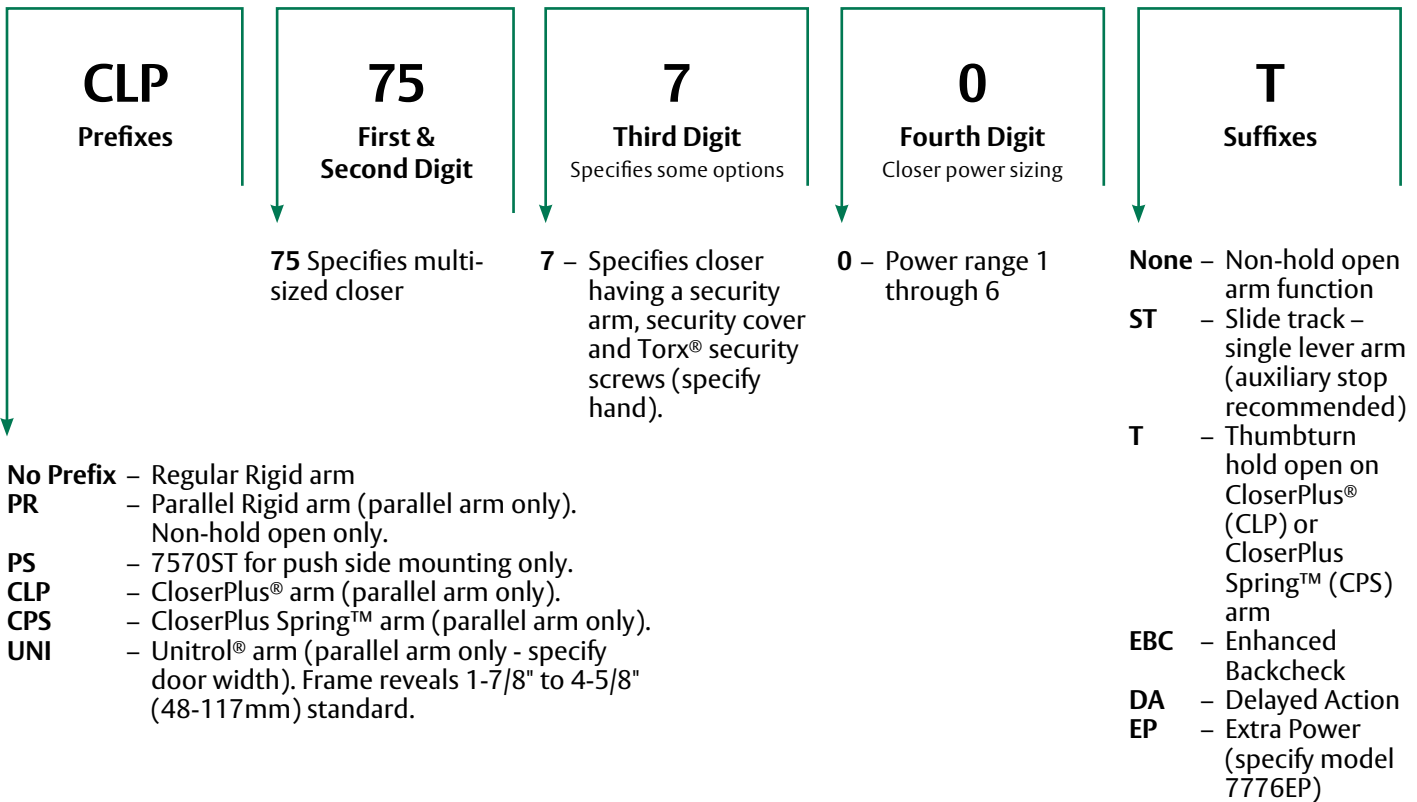 CLP
Prefixes
75
First &
Second Digit
7
Third Digit
Specifies some options
0
Fourth Digit
Closer power sizing
T
Suffixes
75 Specifies multi-
sized closer
7 – Specifies closer
having a security
arm, security cover
and Torx® security
screws (specify
hand).
0 – Power range 1
through 6
None – Non-hold open
arm function
ST – Slide track –
single lever arm
(auxiliary stop
recommended)
T – Thumbturn
hold open on
CloserPlus®
(CLP) or
CloserPlus
Spring™ (CPS)
arm
EBC – Enhanced
Backcheck
DA – Delayed Action
EP – Extra Power
(specify model
7776EP)
No Prefix – Regular Rigid arm
PR – Parallel Rigid arm (parallel arm only).
Non-hold open only.
PS – 7570ST for push side mounting only.
CLP – CloserPlus® arm (parallel arm only).
CPS – CloserPlus Spring™ arm (parallel arm only).
UNI – Unitrol® arm (parallel arm only - specify
door width). Frame reveals 1-7/8" to 4-5/8"
(48-117mm) standard.